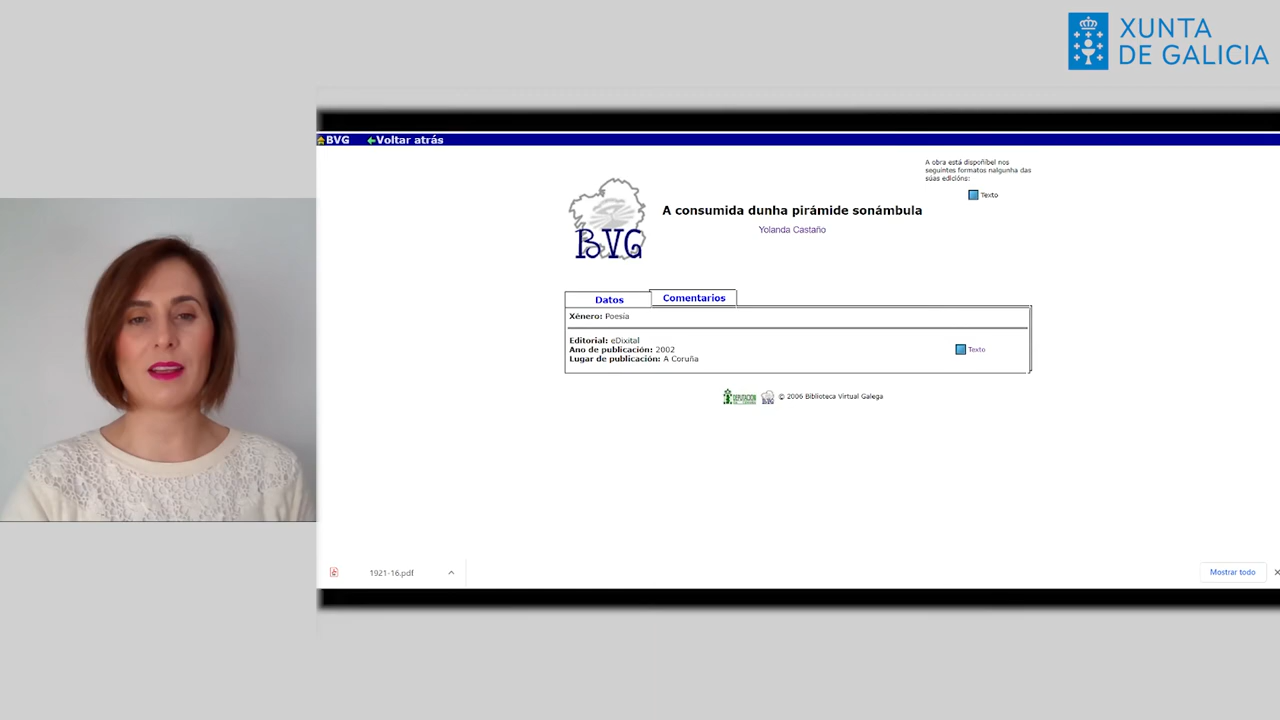 XUNTA
DE GALICIA
BVG
Voltar atrás
A obra está dispoñíbel nos
seguintes formatos nalgunha das
súas edicións:
Texto
BVG
A consumida dunha pirámide sonámbula
Yolanda Castaño
Datos
Comentarios
Xénero: Poesía
Editorial: eDixital
Ano de publicación: 2002
Lugar de publicación: A Coruña
Texto
DEPUTACIÓN
© 2006 Biblioteca Virtual Galega
1921-16.pdf
Mostrar todo